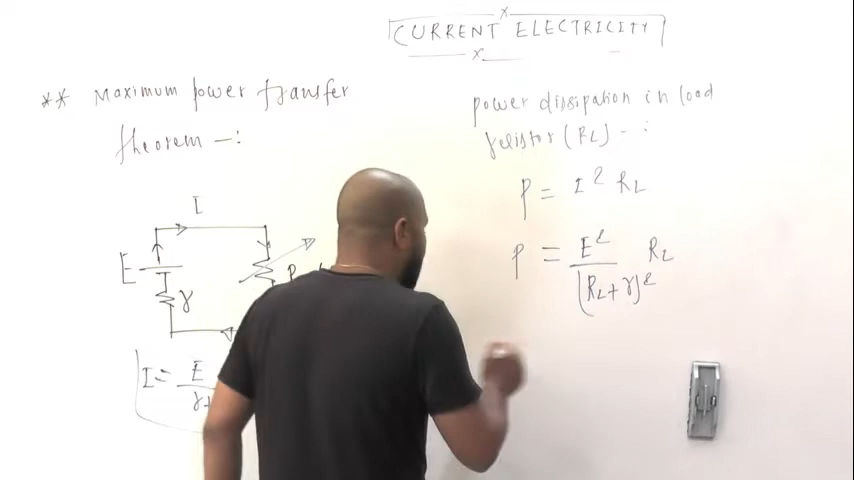 CURRENT ELECTRICITY
** Maximum power transfer
theorem -:
I
E
r
I = E
power dissipation in load
resistor (RL) - :
P = I² RL
P = E² RL
(RL + r)²